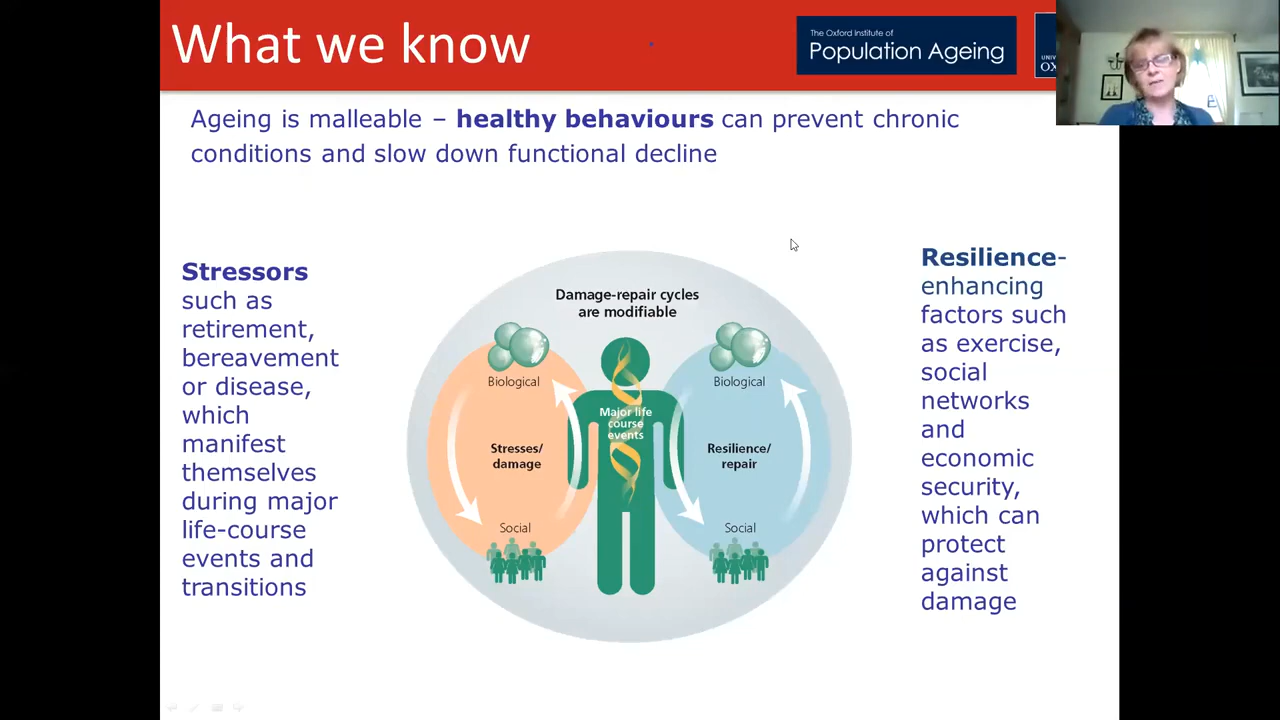 What we know
The Oxford Institute of
Population Ageing
Ageing is malleable – healthy behaviours can prevent chronic
conditions and slow down functional decline
Stressors
such as
retirement,
bereavement
or disease,
which
manifest
themselves
during major
life-course
events and
transitions
Damage-repair cycles
are modifiable
Biological
Stresses/
damage
Social
Major life
course
events
Biological
Resilience/
repair
Social
Resilience-
enhancing
factors such
as exercise,
social
networks
and
economic
security,
which can
protect
against
damage